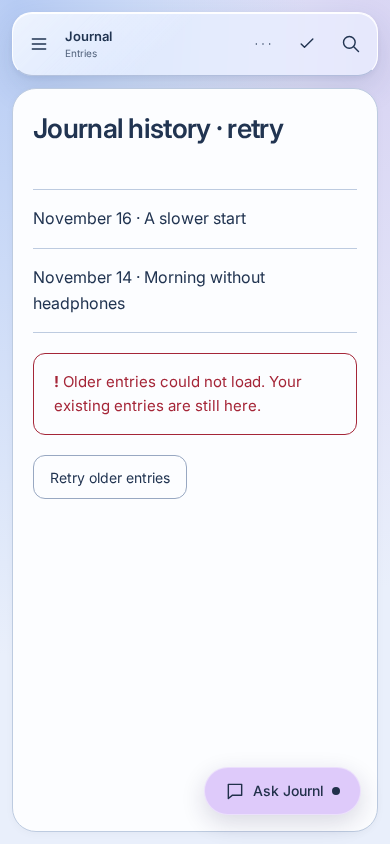 Journal
Entries
Journal history · retry
November 16 · A slower start
November 14 · Morning without
headphones
! Older entries could not load. Your
existing entries are still here.
Retry older entries
Ask Journl